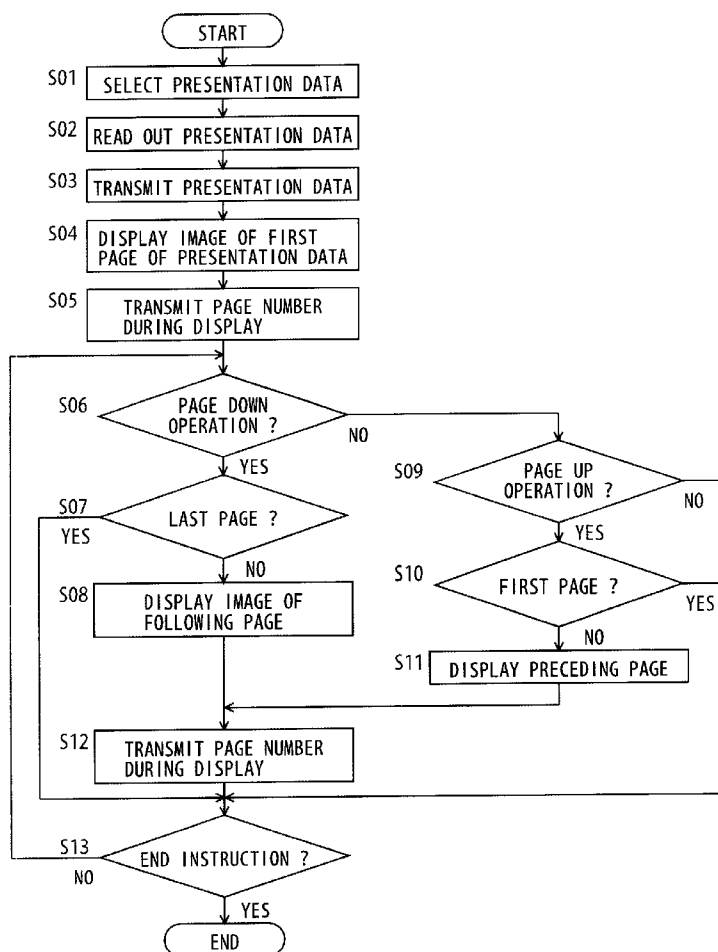 START
S01
SELECT PRESENTATION DATA
S02
READ OUT PRESENTATION DATA
S03
TRANSMIT PRESENTATION DATA
S04
DISPLAY IMAGE OF FIRST
PAGE OF PRESENTATION DATA
S05
TRANSMIT PAGE NUMBER
DURING DISPLAY
S06
PAGE DOWN
OPERATION ?
NO
YES
S07
LAST PAGE ?
YES
NO
S08
DISPLAY IMAGE OF
FOLLOWING PAGE
S09
PAGE UP
OPERATION ?
NO
YES
S10
FIRST PAGE ?
YES
NO
S11
DISPLAY PRECEDING PAGE
S12
TRANSMIT PAGE NUMBER
DURING DISPLAY
S13
END INSTRUCTION ?
NO
YES
END